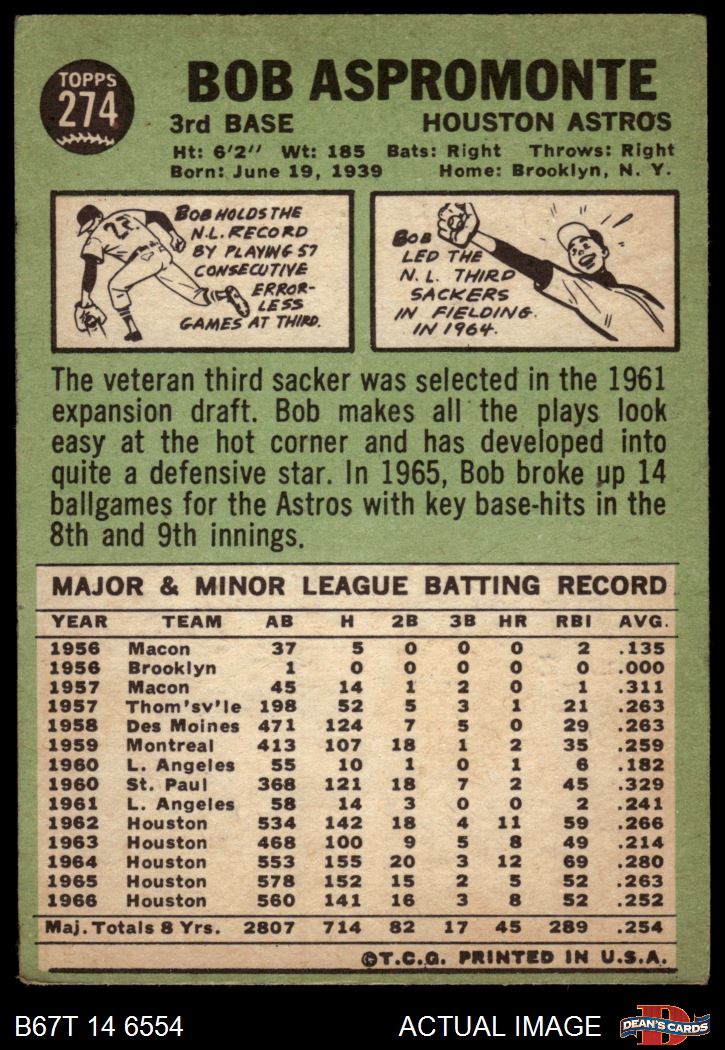 TOPPS
274
BOB ASPROMONTE
3rd BASE HOUSTON ASTROS
Ht: 6'2" Wt: 185 Bats: Right Throws: Right
Born: June 19, 1939 Home: Brooklyn, N. Y.
BOB HOLDS THE
N.L. RECORD
BY PLAYING 57
CONSECUTIVE
ERROR-
LESS
GAMES AT THIRD.
BOB
LED THE
N.L. THIRD
SACKERS
IN FIELDING
IN 1964.
The veteran third sacker was selected in the 1961
expansion draft. Bob makes all the plays look
easy at the hot corner and has developed into
quite a defensive star. In 1965, Bob broke up 14
ballgames for the Astros with key base-hits in the
8th and 9th innings.
MAJOR & MINOR LEAGUE BATTING RECORD
YEAR TEAM AB H 2B 3B HR RBI AVG.
1956 Macon 37 5 0 0 0 2 .135
1956 Brooklyn 1 0 0 0 0 0 .000
1957 Macon 45 14 1 2 0 1 .311
1957 Thom'sv'le 198 52 5 3 1 21 .263
1958 Des Moines 471 124 7 5 0 29 .263
1959 Montreal 413 107 18 1 2 35 .259
1960 L. Angeles 55 10 1 0 1 6 .182
1960 St. Paul 368 121 18 7 2 45 .329
1961 L. Angeles 58 14 3 0 0 2 .241
1962 Houston 534 142 18 4 11 59 .266
1963 Houston 468 100 9 5 8 49 .214
1964 Houston 553 155 20 3 12 69 .280
1965 Houston 578 152 15 2 5 52 .263
1966 Houston 560 141 16 3 8 52 .252
Maj. Totals 8 Yrs. 2807 714 82 17 45 289 .254
©T.C.G. PRINTED IN U.S.A.
B67T 14 6554 ACTUAL IMAGE
DEAN'S CARDS